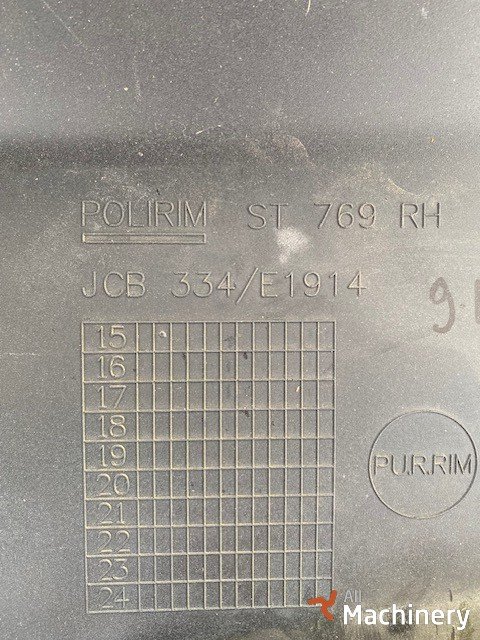 POLIRIM ST 769 RH
JCB 334/E1914
15
16
17
18
19
20
21
22
23
24
PU.R.RIM
All
Machinery